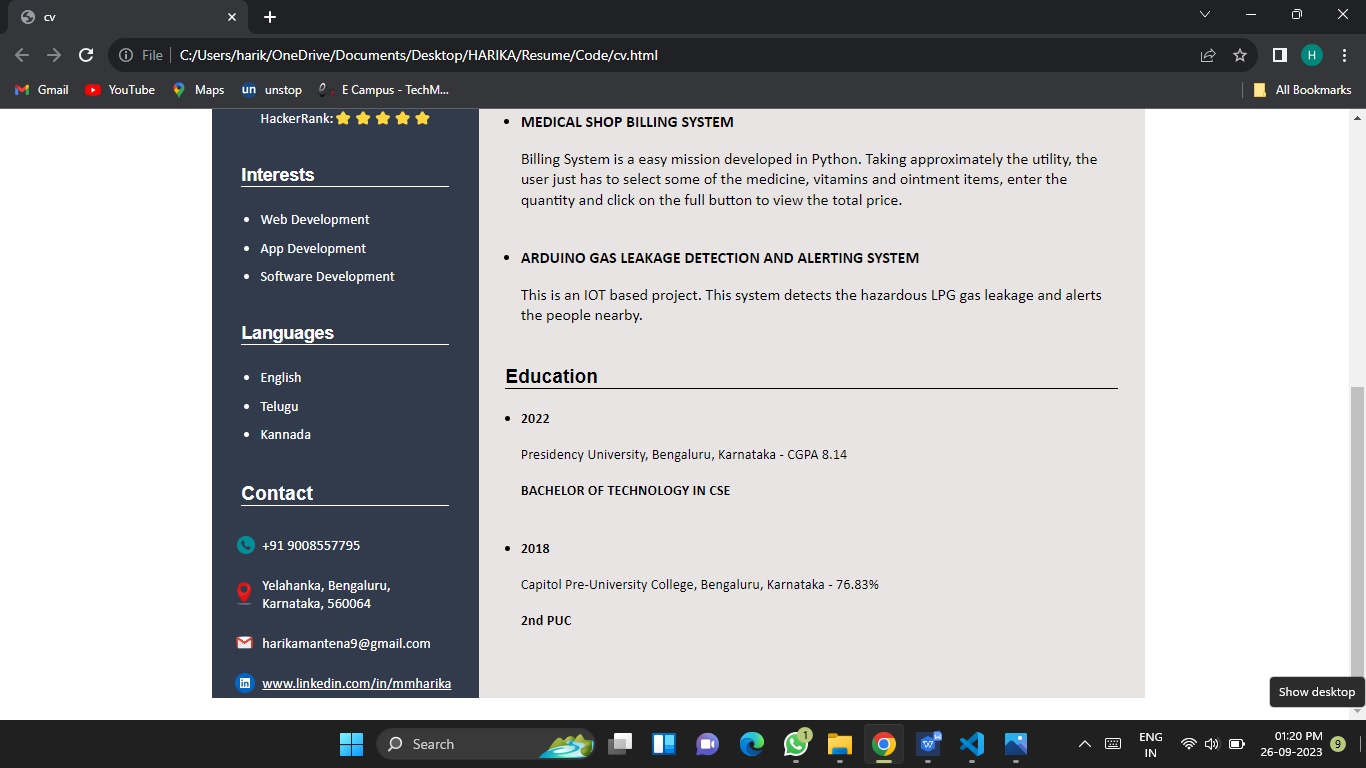 cv
File
C:/Users/harik/OneDrive/Documents/Desktop/HARIKA/Resume/Code/cv.html
H
Gmail
YouTube
Maps
un unstop
E Campus - TechM...
All Bookmarks
HackerRank:
Interests
Web Development
App Development
Software Development
Languages
English
Telugu
Kannada
Contact
+91 9008557795
Yelahanka, Bengaluru,
Karnataka, 560064
harikamantena9@gmail.com
in www.linkedin.com/in/mmharika
MEDICAL SHOP BILLING SYSTEM
Billing System is a easy mission developed in Python. Taking approximately the utility, the
user just has to select some of the medicine, vitamins and ointment items, enter the
quantity and click on the full button to view the total price.
ARDUINO GAS LEAKAGE DETECTION AND ALERTING SYSTEM
This is an IOT based project. This system detects the hazardous LPG gas leakage and alerts
the people nearby.
Education
2022
Presidency University, Bengaluru, Karnataka - CGPA 8.14
BACHELOR OF TECHNOLOGY IN CSE
2018
Capitol Pre-University College, Bengaluru, Karnataka - 76.83%
2nd PUC
Show desktop
Search
1
W
ENG
IN
01:20 PM
26-09-2023
9